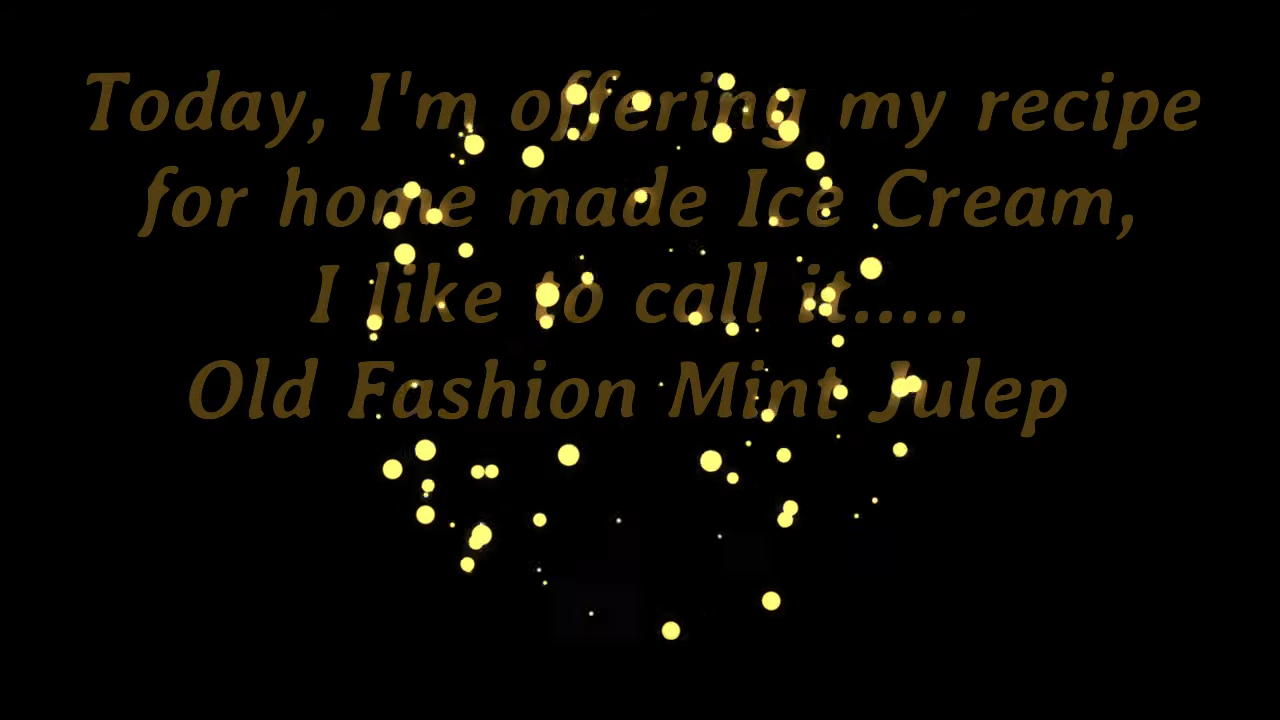 Today, I'm offering my recipe
for home made Ice Cream,
I like to call it.....
Old Fashion Mint Julep